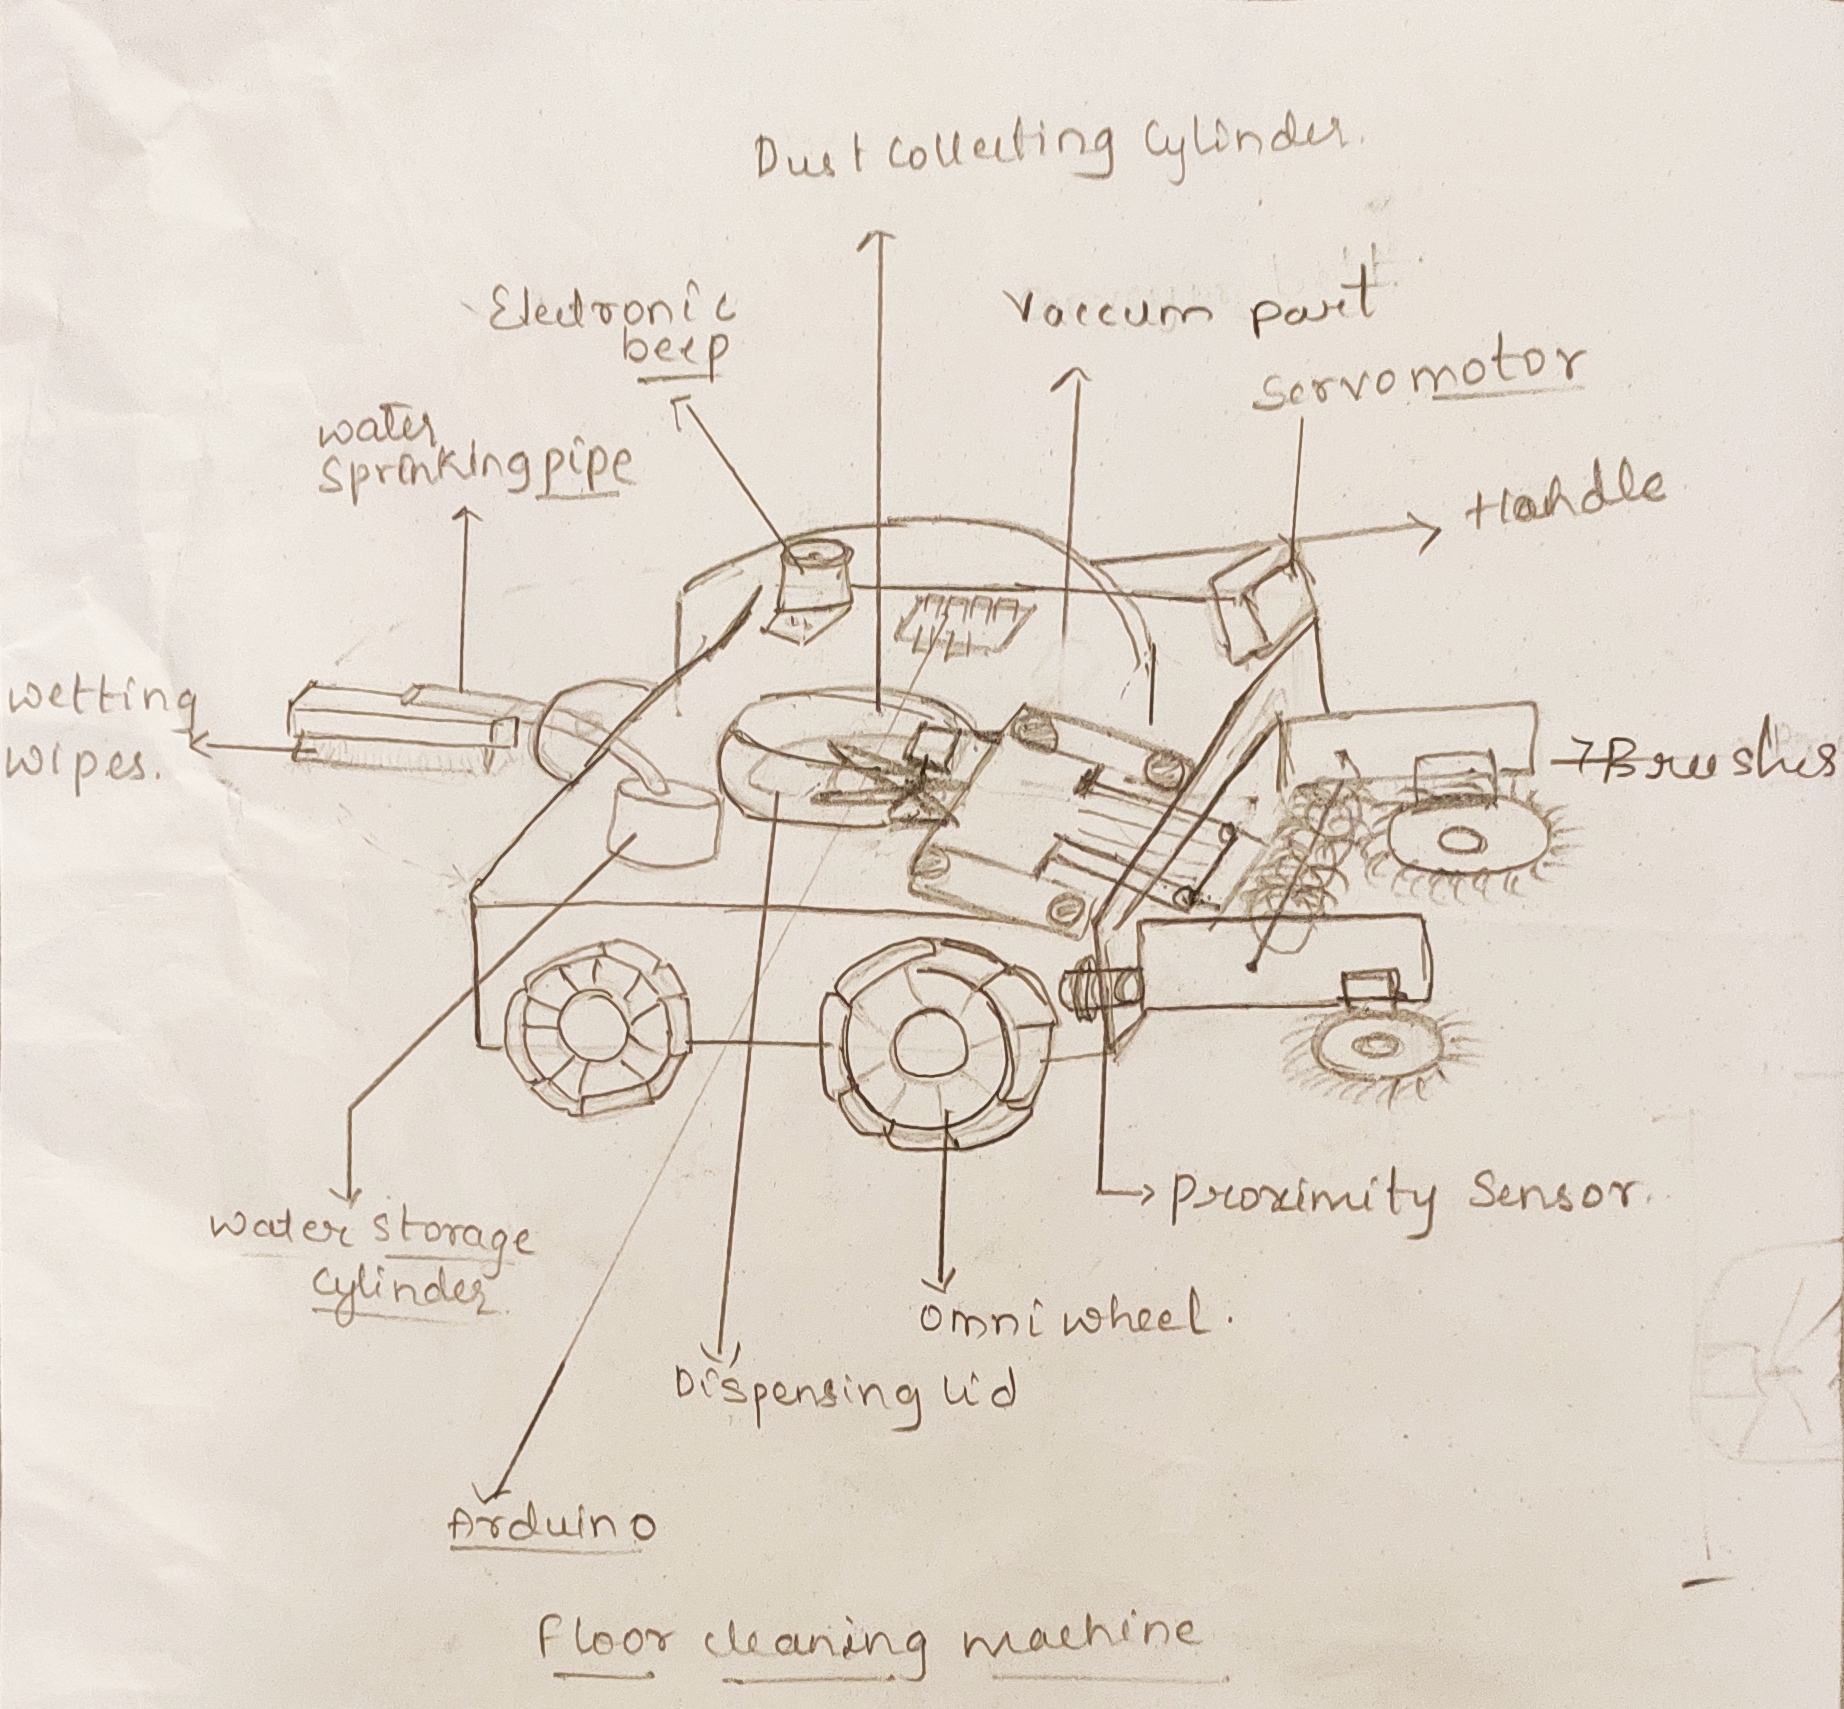 Dust Collecting Cylinder.
Electronic
beep
Vaccum part
Servomotor
water
Sprinking pipe
Handle
Wetting
Wipes.
Brushes
Proximity Sensor.
Water storage
Cylinder.
Omni wheel.
Dispensing lid
Arduino
Floor cleaning machine